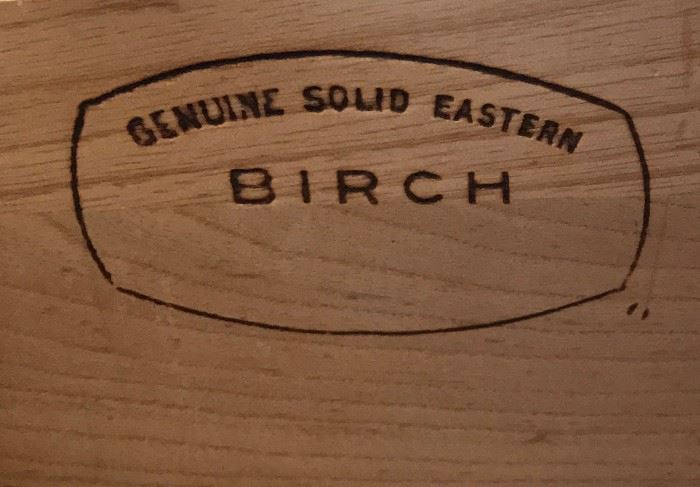 GENUINE SOLID EASTERN
BIRCH